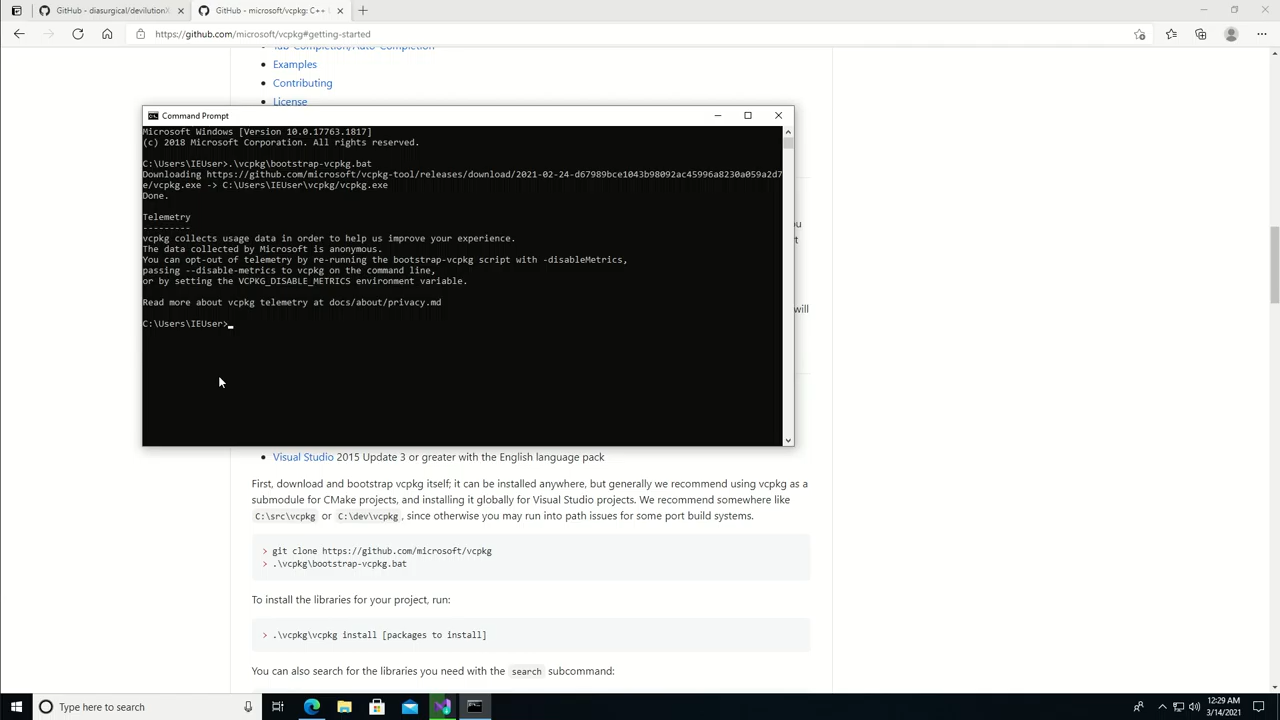 GitHub - diasurgical/devilutionX
GitHub - microsoft/vcpkg: C++ L
https://github.com/microsoft/vcpkg#getting-started
Tab-Completion/Auto-Completion
Examples
Contributing
License
Command Prompt
Microsoft Windows [Version 10.0.17763.1817]
(c) 2018 Microsoft Corporation. All rights reserved.
C:\Users\IEUser>.\vcpkg\bootstrap-vcpkg.bat
Downloading https://github.com/microsoft/vcpkg-tool/releases/download/2021-02-24-d67989bce1043b98092ac45996a8230a059a2d7
e/vcpkg.exe -> C:\Users\IEUser\vcpkg/vcpkg.exe
Done.
Telemetry
---------
vcpkg collects usage data in order to help us improve your experience.
The data collected by Microsoft is anonymous.
You can opt-out of telemetry by re-running the bootstrap-vcpkg script with -disableMetrics,
passing --disable-metrics to vcpkg on the command line,
or by setting the VCPKG_DISABLE_METRICS environment variable.
Read more about vcpkg telemetry at docs/about/privacy.md
C:\Users\IEUser>
will
• Visual Studio 2015 Update 3 or greater with the English language pack
First, download and bootstrap vcpkg itself; it can be installed anywhere, but generally we recommend using vcpkg as a
submodule for CMake projects, and installing it globally for Visual Studio projects. We recommend somewhere like
C:\src\vcpkg or C:\dev\vcpkg, since otherwise you may run into path issues for some port build systems.
> git clone https://github.com/microsoft/vcpkg
> .\vcpkg\bootstrap-vcpkg.bat
To install the libraries for your project, run:
> .\vcpkg\vcpkg install [packages to install]
You can also search for the libraries you need with the search subcommand:
Type here to search
12:29 AM
3/14/2021